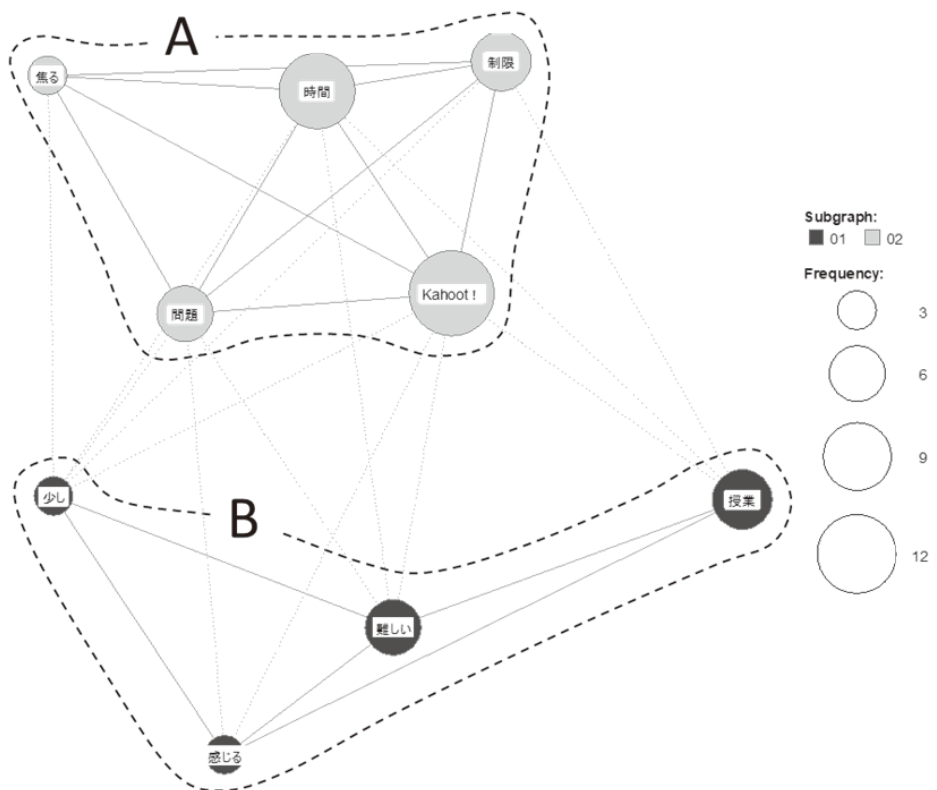 A
焦る
時間
制限
問題
Kahoot！
Subgraph:
01 02
Frequency:
3
6
9
12
少し
B
授業
難しい
感じる